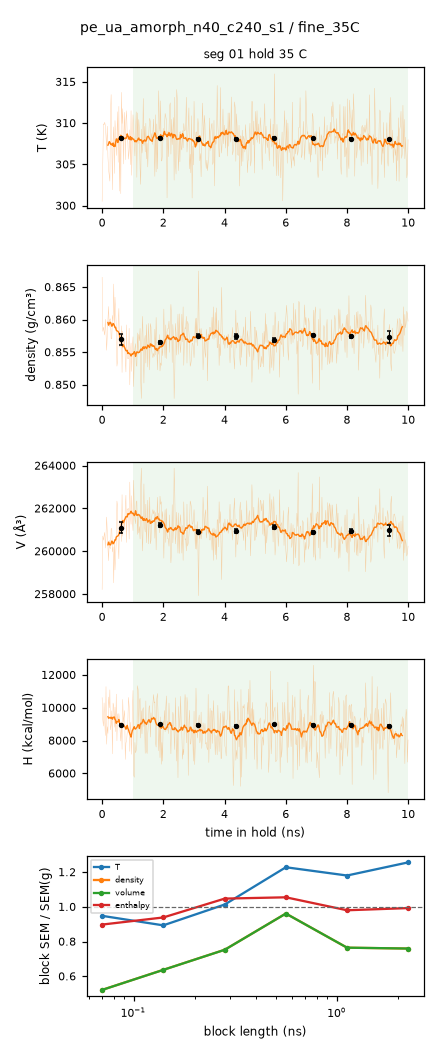 pe_ua_amorph_n40_c240_s1 / fine_35C
seg 01 hold 35 C
T (K)
315
310
305
300
0 2 4 6 8 10
density (g/cm³)
0.865
0.860
0.855
0.850
0 2 4 6 8 10
V (Å³)
264000
262000
260000
258000
0 2 4 6 8 10
H (kcal/mol)
12000
10000
8000
6000
0 2 4 6 8 10
time in hold (ns)
block SEM / SEM(g)
1.2
1.0
0.8
0.6
T
density
volume
enthalpy
10⁻¹ 10⁰
block length (ns)